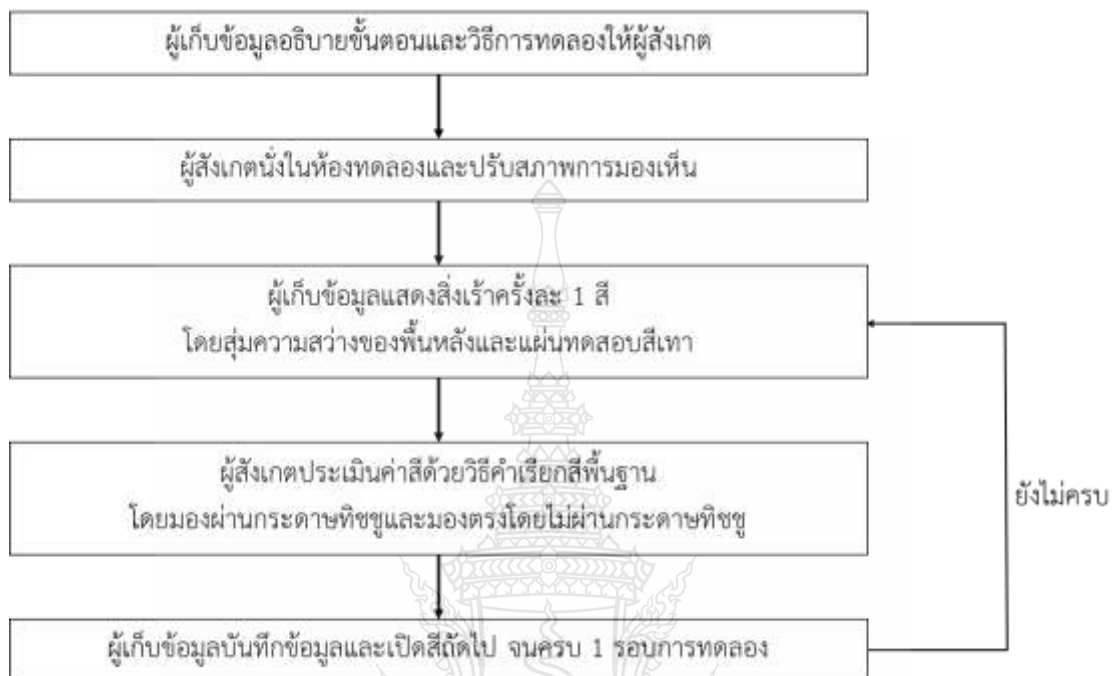 ผู้เก็บข้อมูลอธิบายขั้นตอนและวิธีการทดลองให้ผู้สังเกต
ผู้สังเกตนั่งในห้องทดลองและปรับสภาพการมองเห็น
ผู้เก็บข้อมูลแสดงสิ่งเร้าครั้งละ 1 สี
โดยสุ่มความสว่างของพื้นหลังและแผ่นทดสอบสีเทา
ผู้สังเกตประเมินค่าสีด้วยวิธีคำเรียกสีพื้นฐาน
โดยมองผ่านกระดาษทิชชูและมองตรงโดยไม่ผ่านกระดาษทิชชู
ยังไม่ครบ
ผู้เก็บข้อมูลบันทึกข้อมูลและเปิดสีถัดไป จนครบ 1 รอบการทดลอง